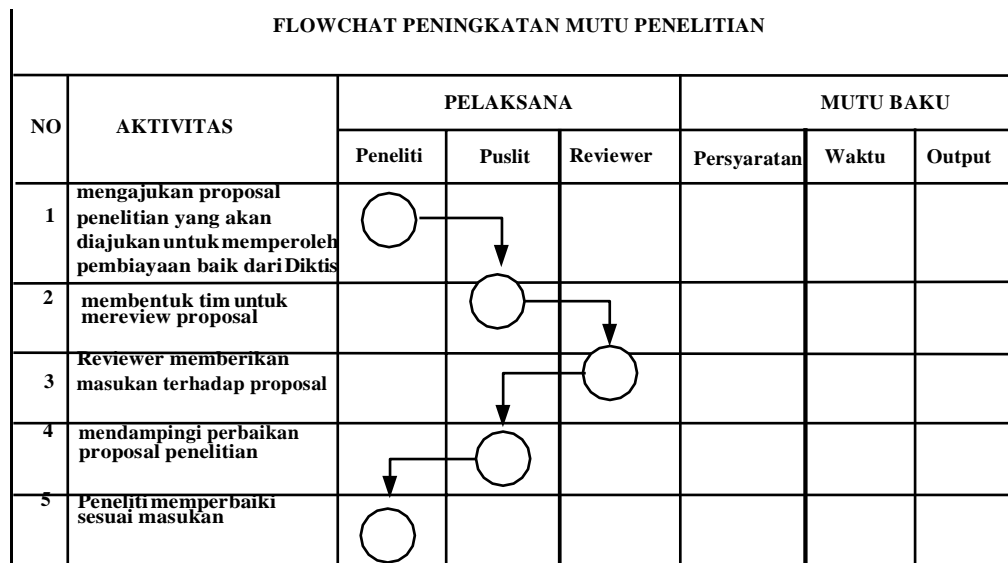 FLOWCHAT PENINGKATAN MUTU PENELITIAN
NO
AKTIVITAS
PELAKSANA
MUTU BAKU
Peneliti
Puslit
Reviewer
Persyaratan
Waktu
Output
1
mengajukan proposal
penelitian yang akan
diajukan untuk memperoleh
pembiayaan baik dari Diktis
2
membentuk tim untuk
mereview proposal
3
Reviewer memberikan
masukan terhadap proposal
4
mendampingi perbaikan
proposal penelitian
5
Peneliti memperbaiki
sesuai masukan